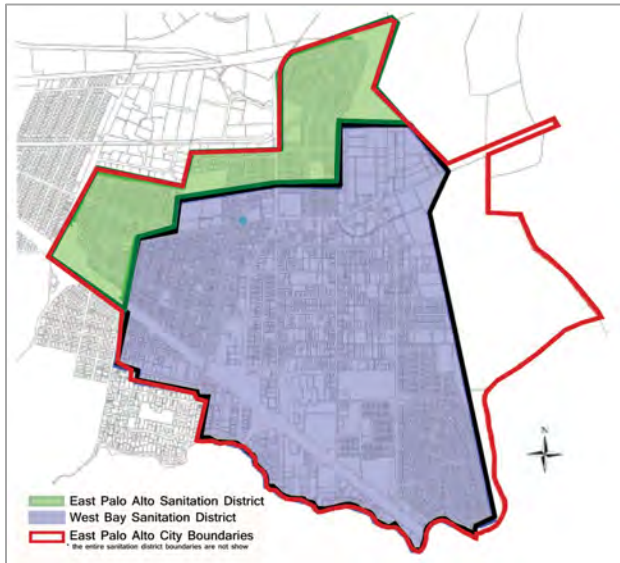 N
East Palo Alto Sanitation District
West Bay Sanitation District
East Palo Alto City Boundaries
* the entire sanitation district boundaries are not show